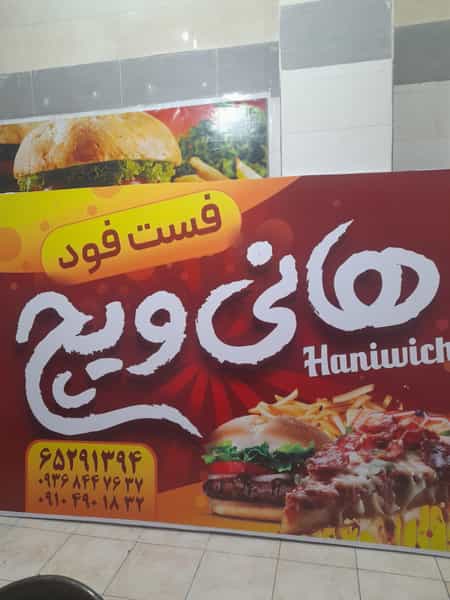 فست فود
هانی ویچ
Haniwich
۶۵۲۹۱۳۹۴
۰۹۳۶ ۸۴۴ ۷۶ ۳۷
۰۹۱۰ ۴۹۰ ۱۸ ۳۲